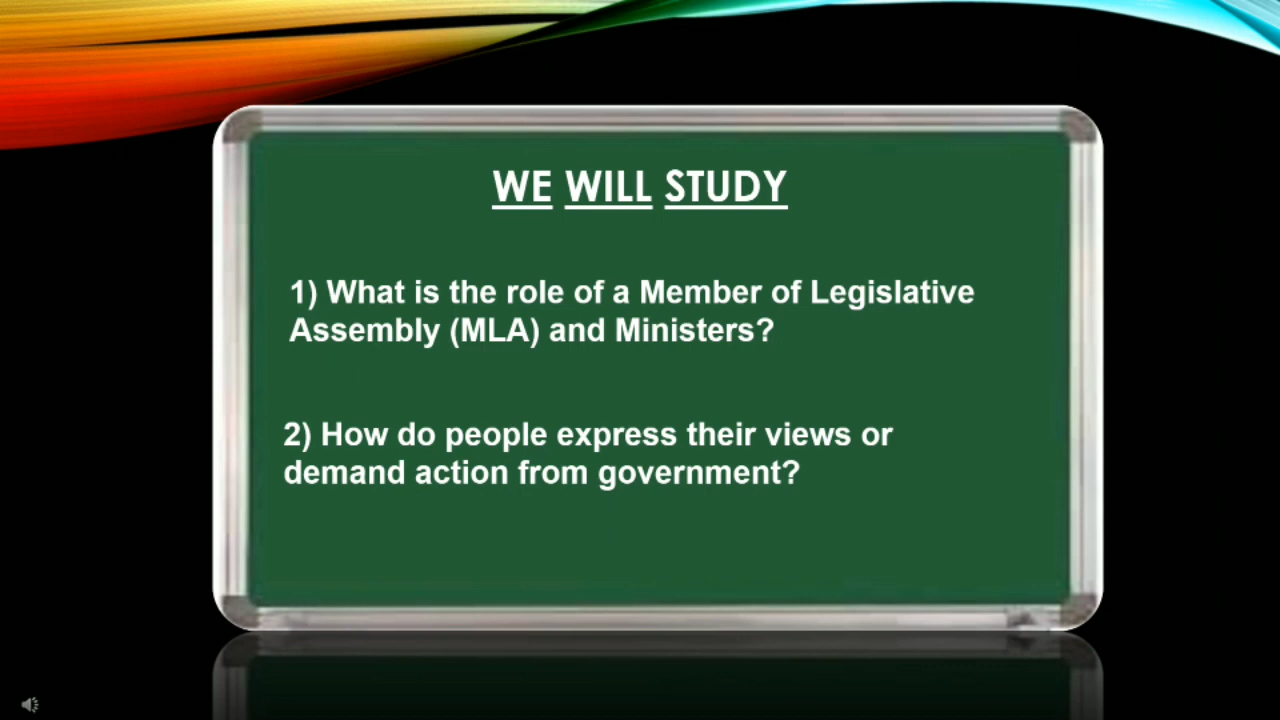 WE WILL STUDY
1) What is the role of a Member of Legislative
Assembly (MLA) and Ministers?
2) How do people express their views or
demand action from government?